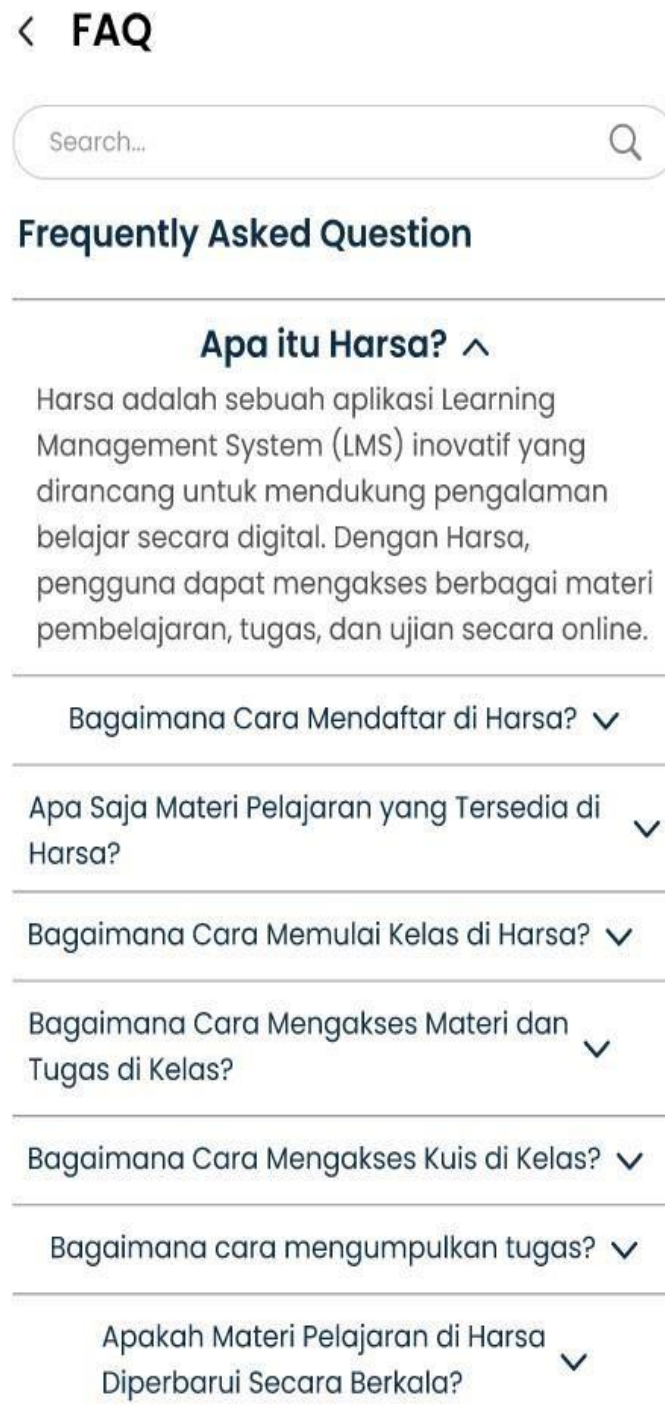 FAQ
Search...
Frequently Asked Question
Apa itu Harsa?
Harsa adalah sebuah aplikasi Learning
Management System (LMS) inovatif yang
dirancang untuk mendukung pengalaman
belajar secara digital. Dengan Harsa,
pengguna dapat mengakses berbagai materi
pembelajaran, tugas, dan ujian secara online.
Bagaimana Cara Mendaftar di Harsa?
Apa Saja Materi Pelajaran yang Tersedia di
Harsa?
Bagaimana Cara Memulai Kelas di Harsa?
Bagaimana Cara Mengakses Materi dan
Tugas di Kelas?
Bagaimana Cara Mengakses Kuis di Kelas?
Bagaimana cara mengumpulkan tugas?
Apakah Materi Pelajaran di Harsa
Diperbarui Secara Berkala?